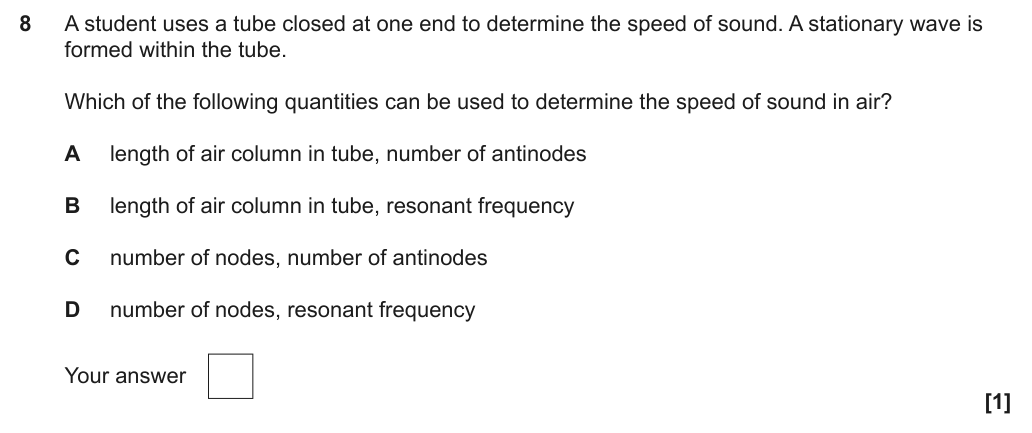 8 A student uses a tube closed at one end to determine the speed of sound. A stationary wave is
formed within the tube.
Which of the following quantities can be used to determine the speed of sound in air?
A length of air column in tube, number of antinodes
B length of air column in tube, resonant frequency
C number of nodes, number of antinodes
D number of nodes, resonant frequency
Your answer
[1]